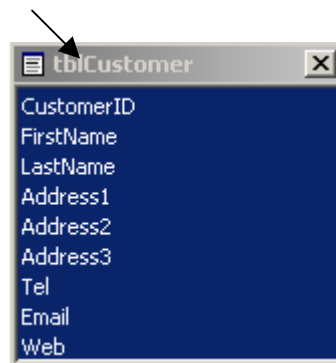 tblCustomer
CustomerID
FirstName
LastName
Address1
Address2
Address3
Tel
Email
Web